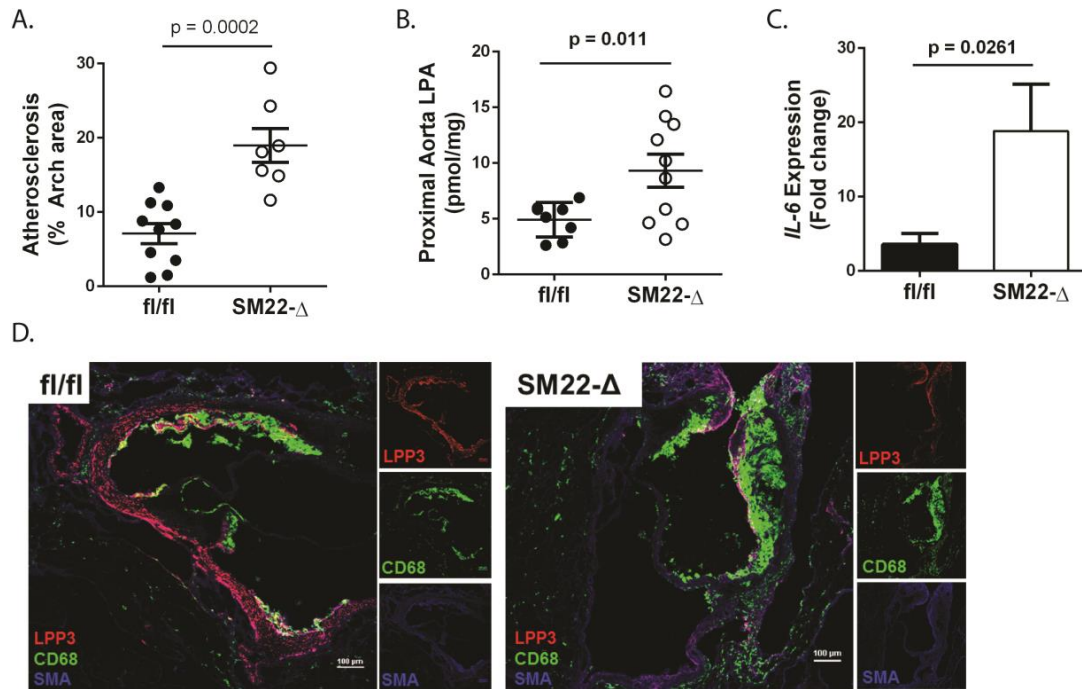 A.
p = 0.0002
Atherosclerosis
(% Arch area)
30
20
10
0
fl/fl
SM22-Δ
B.
p = 0.011
Proximal Aorta LPA
(pmol/mg)
20
15
10
5
0
fl/fl
SM22-Δ
C.
p = 0.0261
IL-6 Expression
(Fold change)
30
20
10
0
fl/fl
SM22-Δ
D.
fl/fl
LPP3
CD68
SMA
100 µm
LPP3
CD68
SMA
SM22-Δ
LPP3
CD68
SMA
100 µm
LPP3
CD68
SMA